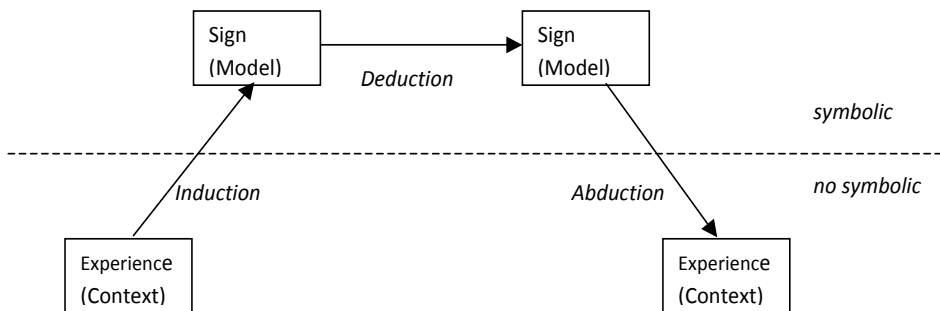 Sign
(Model)
Sign
(Model)
Deduction
symbolic
no symbolic
Induction
Abduction
Experience
(Context)
Experience
(Context)